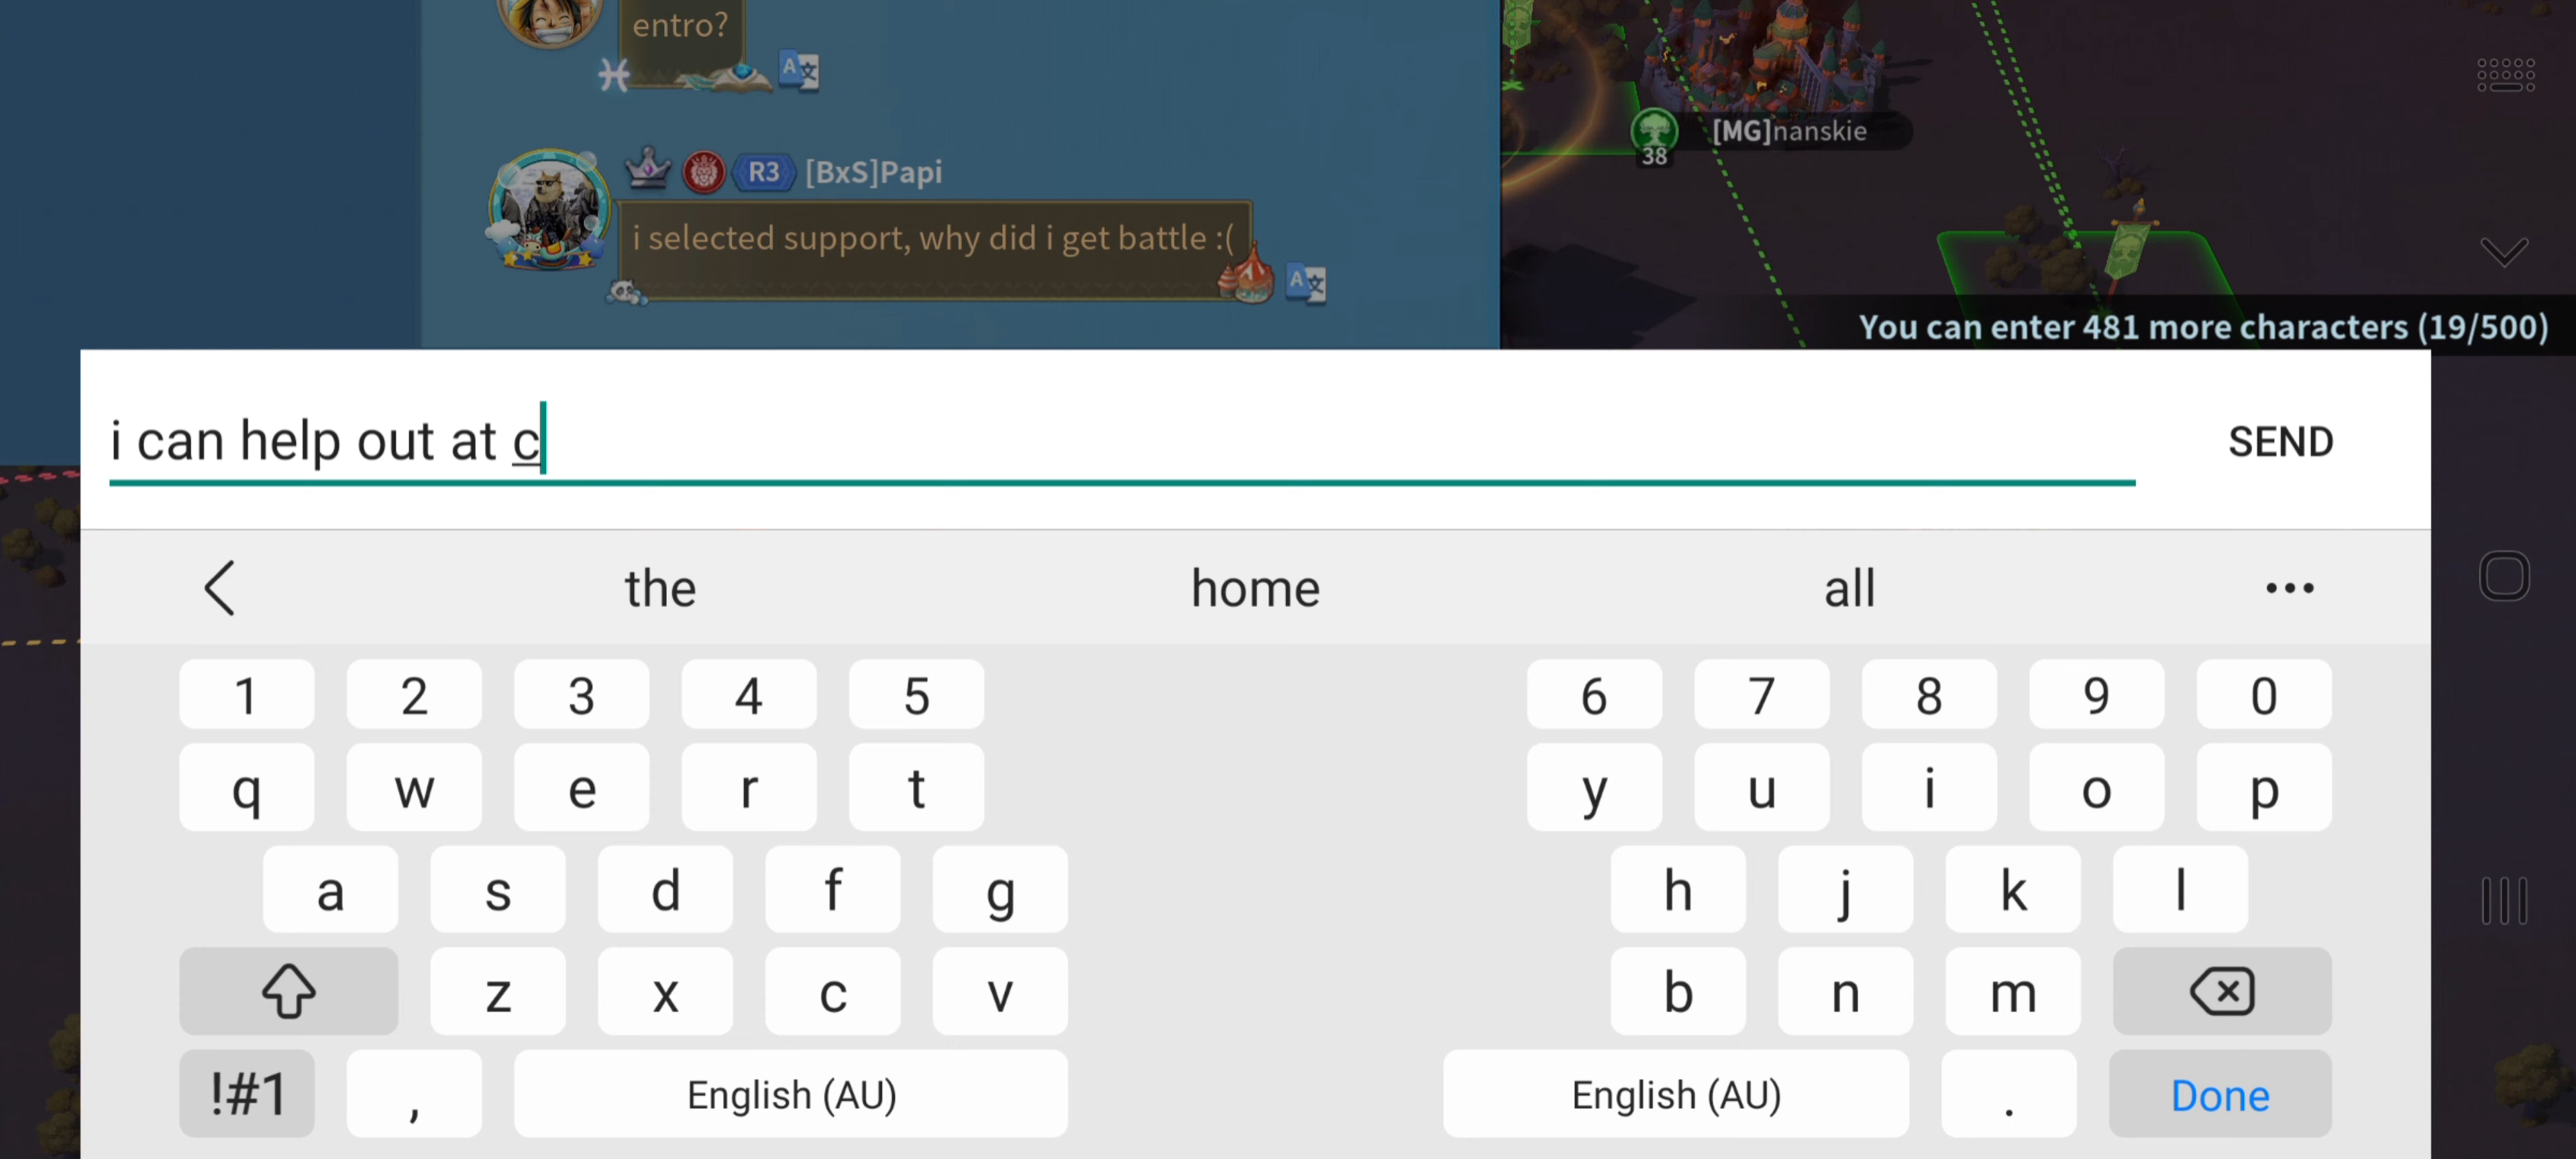 entro?
[MG]nanskie
38
R3 [BxS]Papi
i selected support, why did i get battle :(
You can enter 481 more characters (19/500)
i can help out at c
SEND
the home all
1 2 3 4 5 6 7 8 9 0
q w e r t y u i o p
a s d f g h j k l
z x c v b n m
!#1 , English (AU) English (AU) . Done